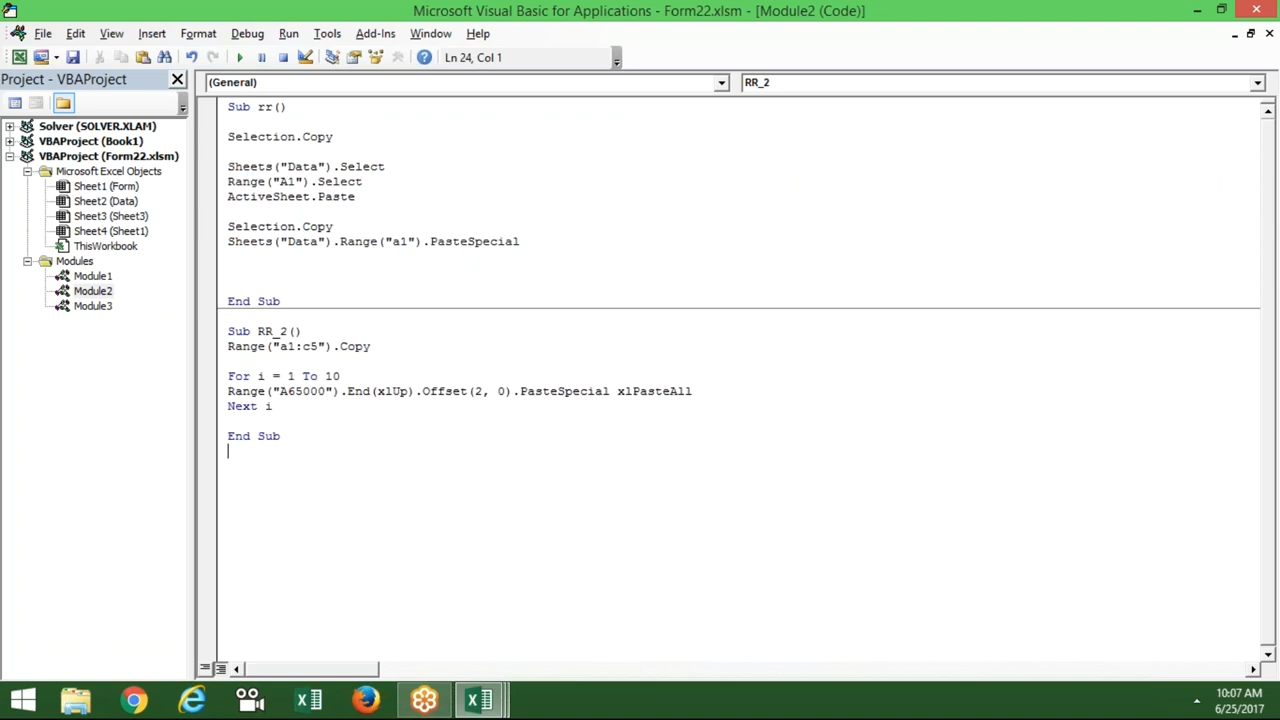 Microsoft Visual Basic for Applications - Form22.xlsm - [Module2 (Code)]
File Edit View Insert Format Debug Run Tools Add-Ins Window Help
Ln 24, Col 1
Project - VBAProject
(General)
RR_2
Solver (SOLVER.XLAM)
VBAProject (Book1)
VBAProject (Form22.xlsm)
Microsoft Excel Objects
Sheet1 (Form)
Sheet2 (Data)
Sheet3 (Sheet3)
Sheet4 (Sheet1)
ThisWorkbook
Modules
Module1
Module2
Module3
Sub rr()
Selection.Copy
Sheets("Data").Select
Range("A1").Select
ActiveSheet.Paste
Selection.Copy
Sheets("Data").Range("a1").PasteSpecial
End Sub
Sub RR_2()
Range("a1:c5").Copy
For i = 1 To 10
Range("A65000").End(xlUp).Offset(2, 0).PasteSpecial xlPasteAll
Next i
End Sub
10:07 AM
6/25/2017